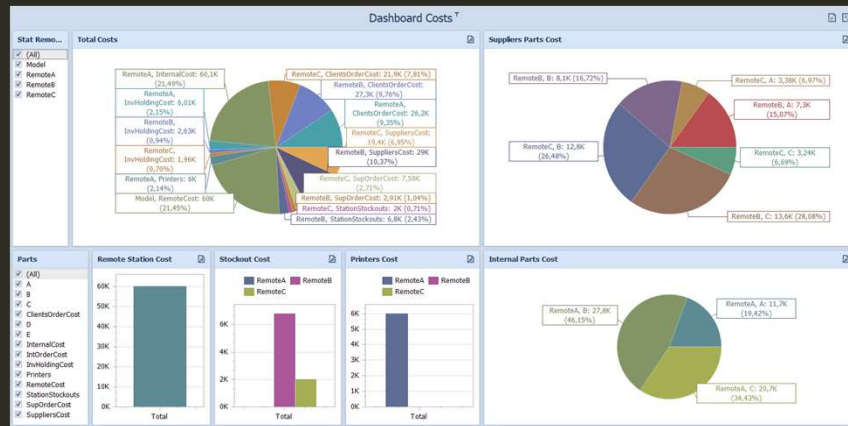 Dashboard Costs
Stat Remo...
(All)
Model
RemoteA
RemoteB
RemoteC
Total Costs
RemoteA, InternalCost: 60,1K
(21,49%)
RemoteA,
InvHoldingCost: 6,01K
(2,15%)
RemoteB,
InvHoldingCost: 2,63K
(0,94%)
RemoteC,
InvHoldingCost: 1,96K
(0,70%)
RemoteA, Printers: 6K
(2,14%)
Model, RemoteCost: 60K
(21,45%)
RemoteC, ClientsOrderCost: 21,9K (7,81%)
RemoteB, ClientsOrderCost:
27,3K (9,76%)
RemoteA,
ClientsOrderCost: 26,2K
(9,35%)
RemoteC, SuppliersCost:
19,4K (6,95%)
RemoteB, SuppliersCost: 29K
(10,37%)
RemoteC, SupOrderCost: 7,58K
(2,71%)
RemoteB, SupOrderCost: 2,91K (1,04%)
RemoteC, StationStockouts: 2K (0,71%)
RemoteB, StationStockouts: 6,8K (2,43%)
Suppliers Parts Cost
RemoteB, B: 8,1K (16,72%)
RemoteC, A: 3,38K (6,97%)
RemoteB, A: 7,3K
(15,07%)
RemoteC, B: 12,8K
(26,48%)
RemoteC, C: 3,24K
(6,69%)
RemoteB, C: 13,6K (28,08%)
Parts
(All)
A
B
C
ClientsOrderCost
D
E
InternalCost
IntOrderCost
InvHoldingCost
Printers
RemoteCost
StationStockouts
SupOrderCost
SuppliersCost
Remote Station Cost
60K
50K
40K
30K
20K
10K
0K
Total
Stockout Cost
RemoteA RemoteB
RemoteC
6K
4K
2K
0K
Total
Printers Cost
RemoteA RemoteB
RemoteC
6K
5K
4K
3K
2K
1K
0K
Total
Internal Parts Cost
RemoteA, B: 27,8K
(46,15%)
RemoteA, A: 11,7K
(19,42%)
RemoteA, C: 20,7K
(34,43%)